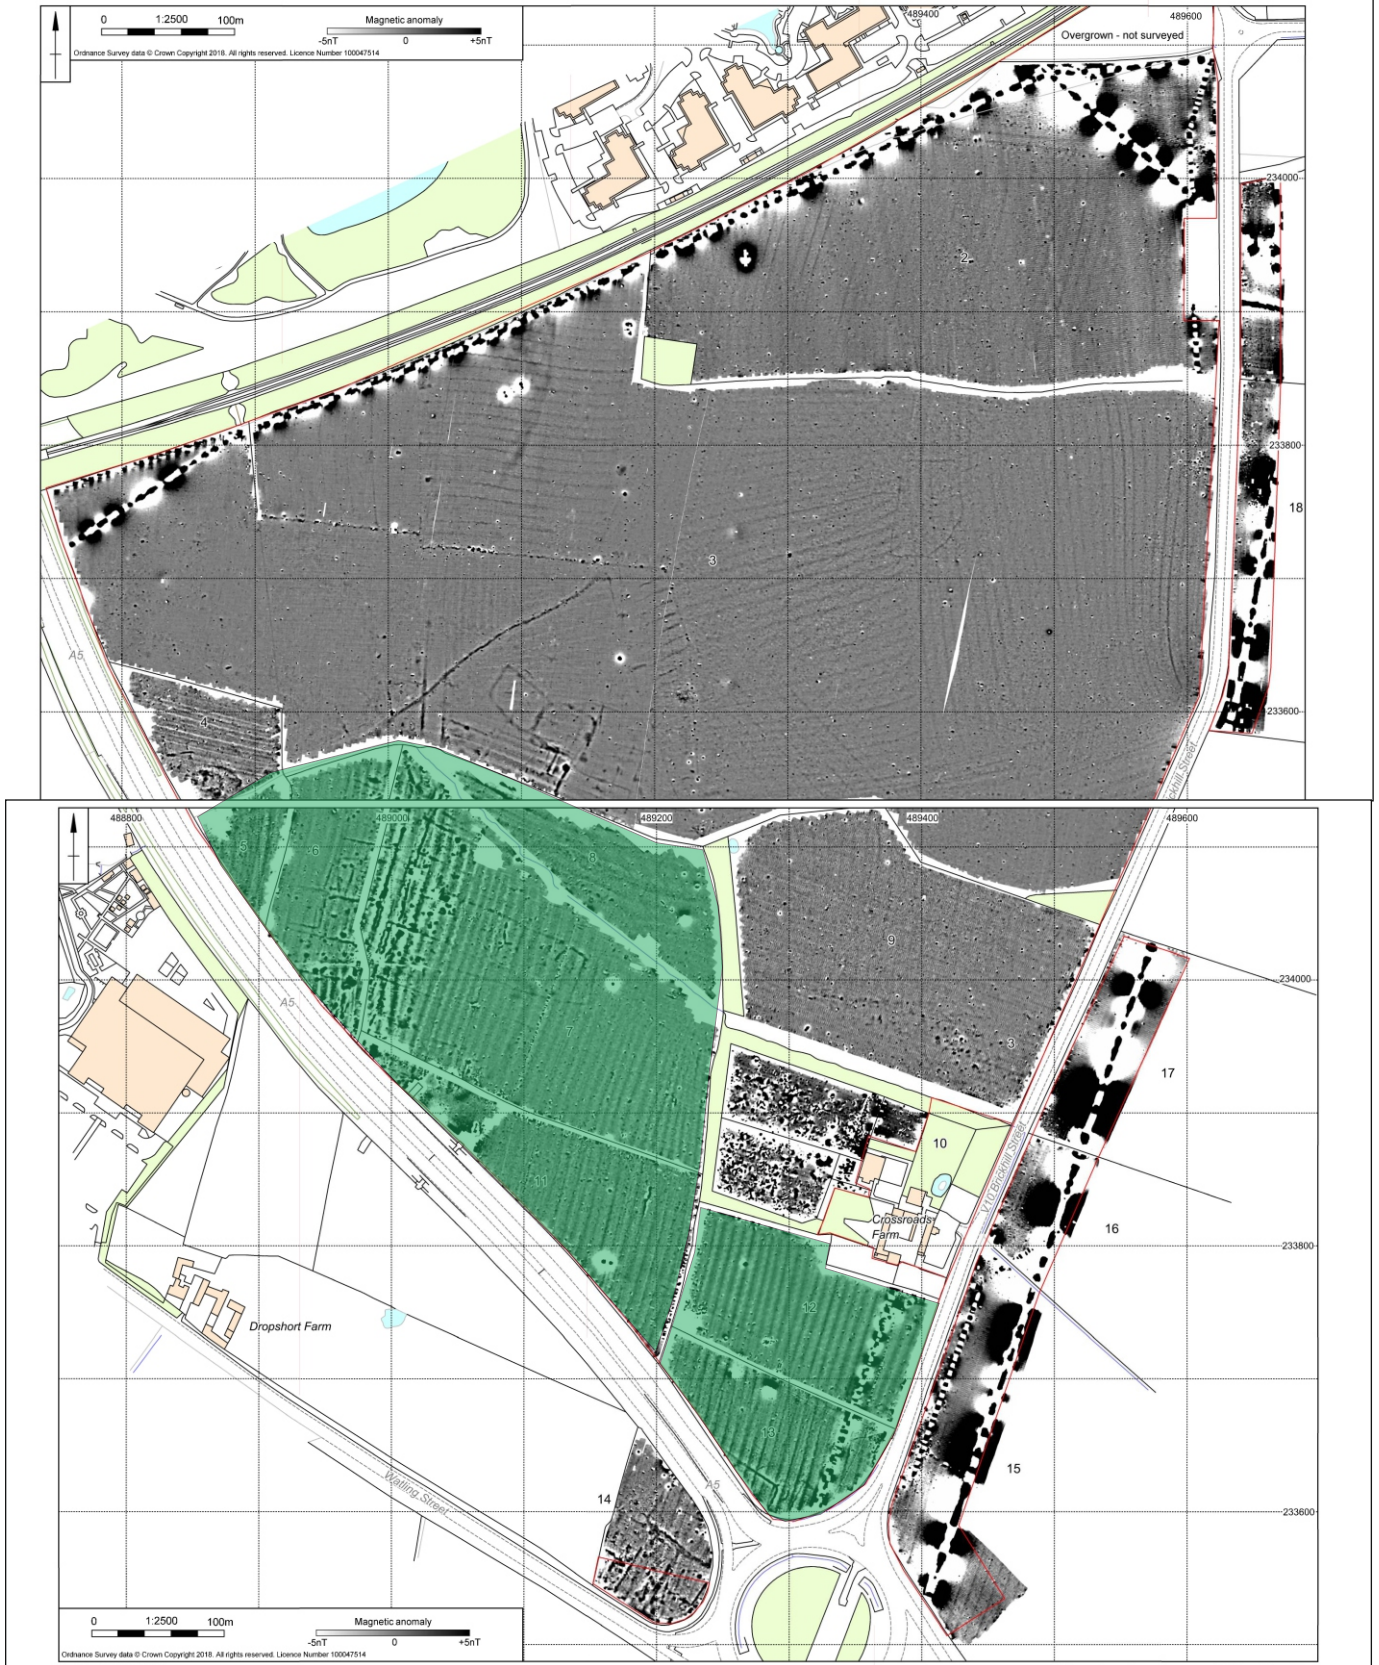 0 1:2500 100m
Magnetic anomaly
-5nT 0 +5nT
Ordnance Survey data © Crown Copyright 2018. All rights reserved. Licence Number 100047514
489400
489600
Overgrown - not surveyed
234000
2
233800
18
3
A5
4
233600
ckhill Street
488800
489000
489200
489400
489600
5
6
8
9
234000
A5
7
3
17
10
V10 Brickhill Street
11
16
Crossroads
Farm
233800
12
Dropshort Farm
13
15
Watling Street
14
A5
233600
0 1:2500 100m
Magnetic anomaly
-5nT 0 +5nT
Ordnance Survey data © Crown Copyright 2018. All rights reserved. Licence Number 100047514